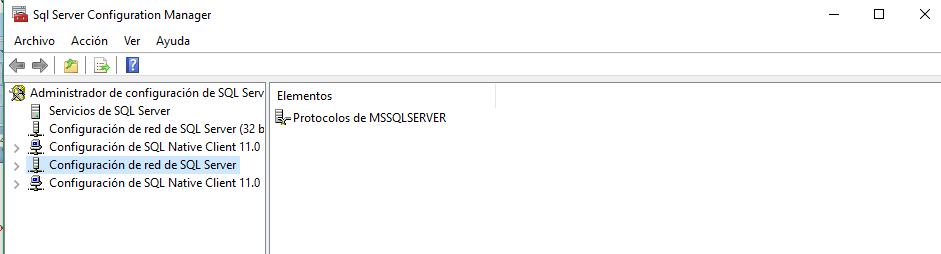 Sql Server Configuration Manager
Archivo Acción Ver Ayuda
Administrador de configuración de SQL Serv
Servicios de SQL Server
Configuración de red de SQL Server (32 b
Configuración de SQL Native Client 11.0
Configuración de red de SQL Server
Configuración de SQL Native Client 11.0
Elementos
Protocolos de MSSQLSERVER